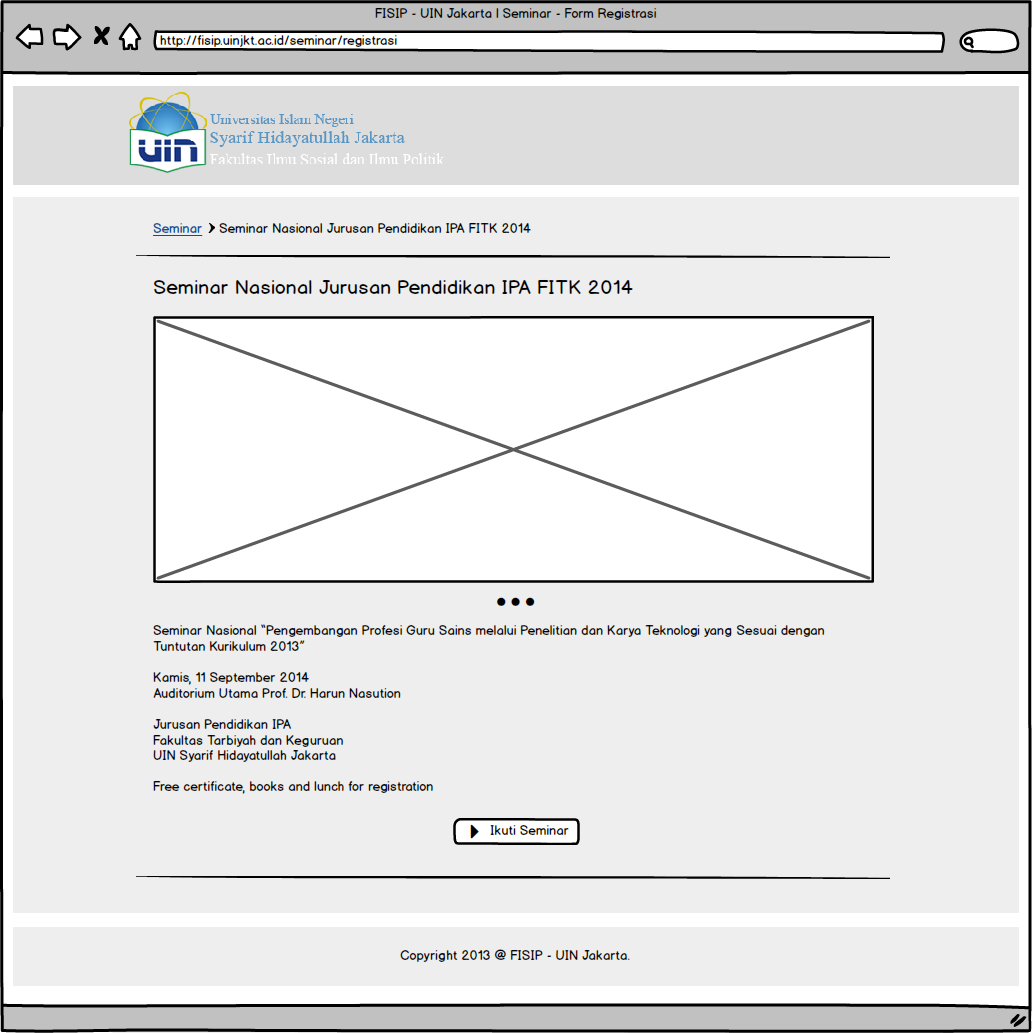 FISIP - UIN Jakarta | Seminar - Form Registrasi
http://fisip.uinjkt.ac.id/seminar/registrasi
Universitas Islam Negeri
Syarif Hidayatullah Jakarta
UIN
Fakultas Ilmu Sosial dan Ilmu Politik
Seminar Seminar Nasional Jurusan Pendidikan IPA FITK 2014
Seminar Nasional Jurusan Pendidikan IPA FITK 2014
Seminar Nasional "Pengembangan Profesi Guru Sains melalui Penelitian dan Karya Teknologi yang Sesuai dengan
Tuntutan Kurikulum 2013"
Kamis, 11 September 2014
Auditorium Utama Prof. Dr. Harun Nasution
Jurusan Pendidikan IPA
Fakultas Tarbiyah dan Keguruan
UIN Syarif Hidayatullah Jakarta
Free certificate, books and lunch for registration
Ikuti Seminar
Copyright 2013 @ FISIP - UIN Jakarta.